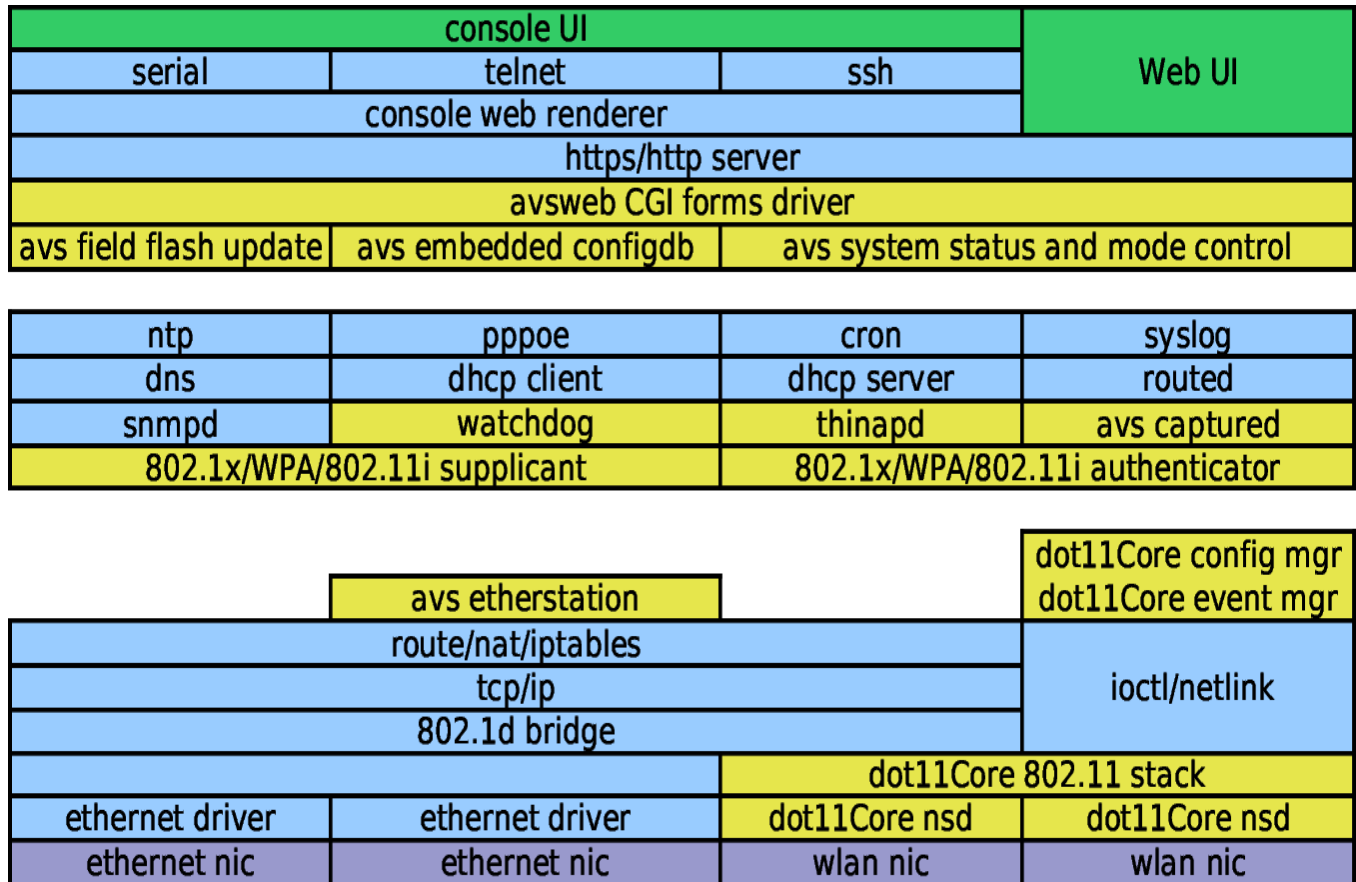 console UI
Web UI
serial telnet ssh
console web renderer
https/http server
avsweb CGI forms driver
avs field flash update avs embedded configdb avs system status and mode control
ntp pppoe cron syslog
dns dhcp client dhcp server routed
snmpd watchdog thinapd avs captured
802.1x/WPA/802.11i supplicant 802.1x/WPA/802.11i authenticator
dot11Core config mgr
avs etherstation dot11Core event mgr
route/nat/iptables
tcp/ip ioctl/netlink
802.1d bridge
dot11Core 802.11 stack
ethernet driver ethernet driver dot11Core nsd dot11Core nsd
ethernet nic ethernet nic wlan nic wlan nic